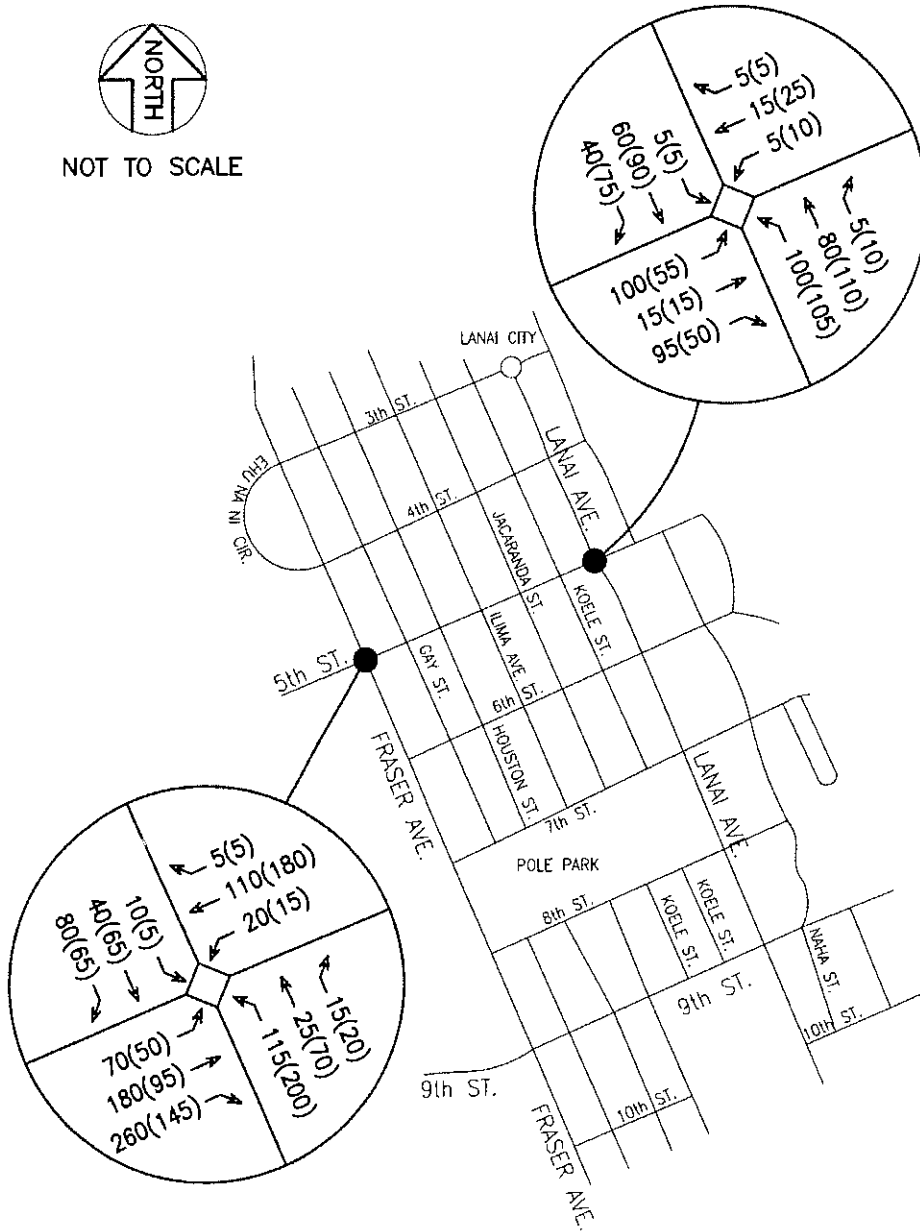 NORTH
NOT TO SCALE
5(5)
15(25)
5(10)
5(5)
60(90)
40(75)
100(55)
15(15)
95(50)
5(10)
80(110)
100(105)
LANAI CITY
3th ST.
EHU NA NI CIR.
4th ST.
LANAI AVE.
JACARANDA ST.
KOELE ST.
ILIMA AVE.
5th ST.
GAY ST.
6th ST.
HOUSTON ST.
FRASER AVE.
7th ST.
LANAI AVE.
POLE PARK
8th ST.
KOELE ST.
KOELE ST.
NAHA ST.
9th ST.
10th ST.
9th ST.
10th ST.
FRASER AVE.
5(5)
110(180)
20(15)
10(5)
40(65)
80(65)
70(50)
180(95)
260(145)
15(20)
25(70)
115(200)